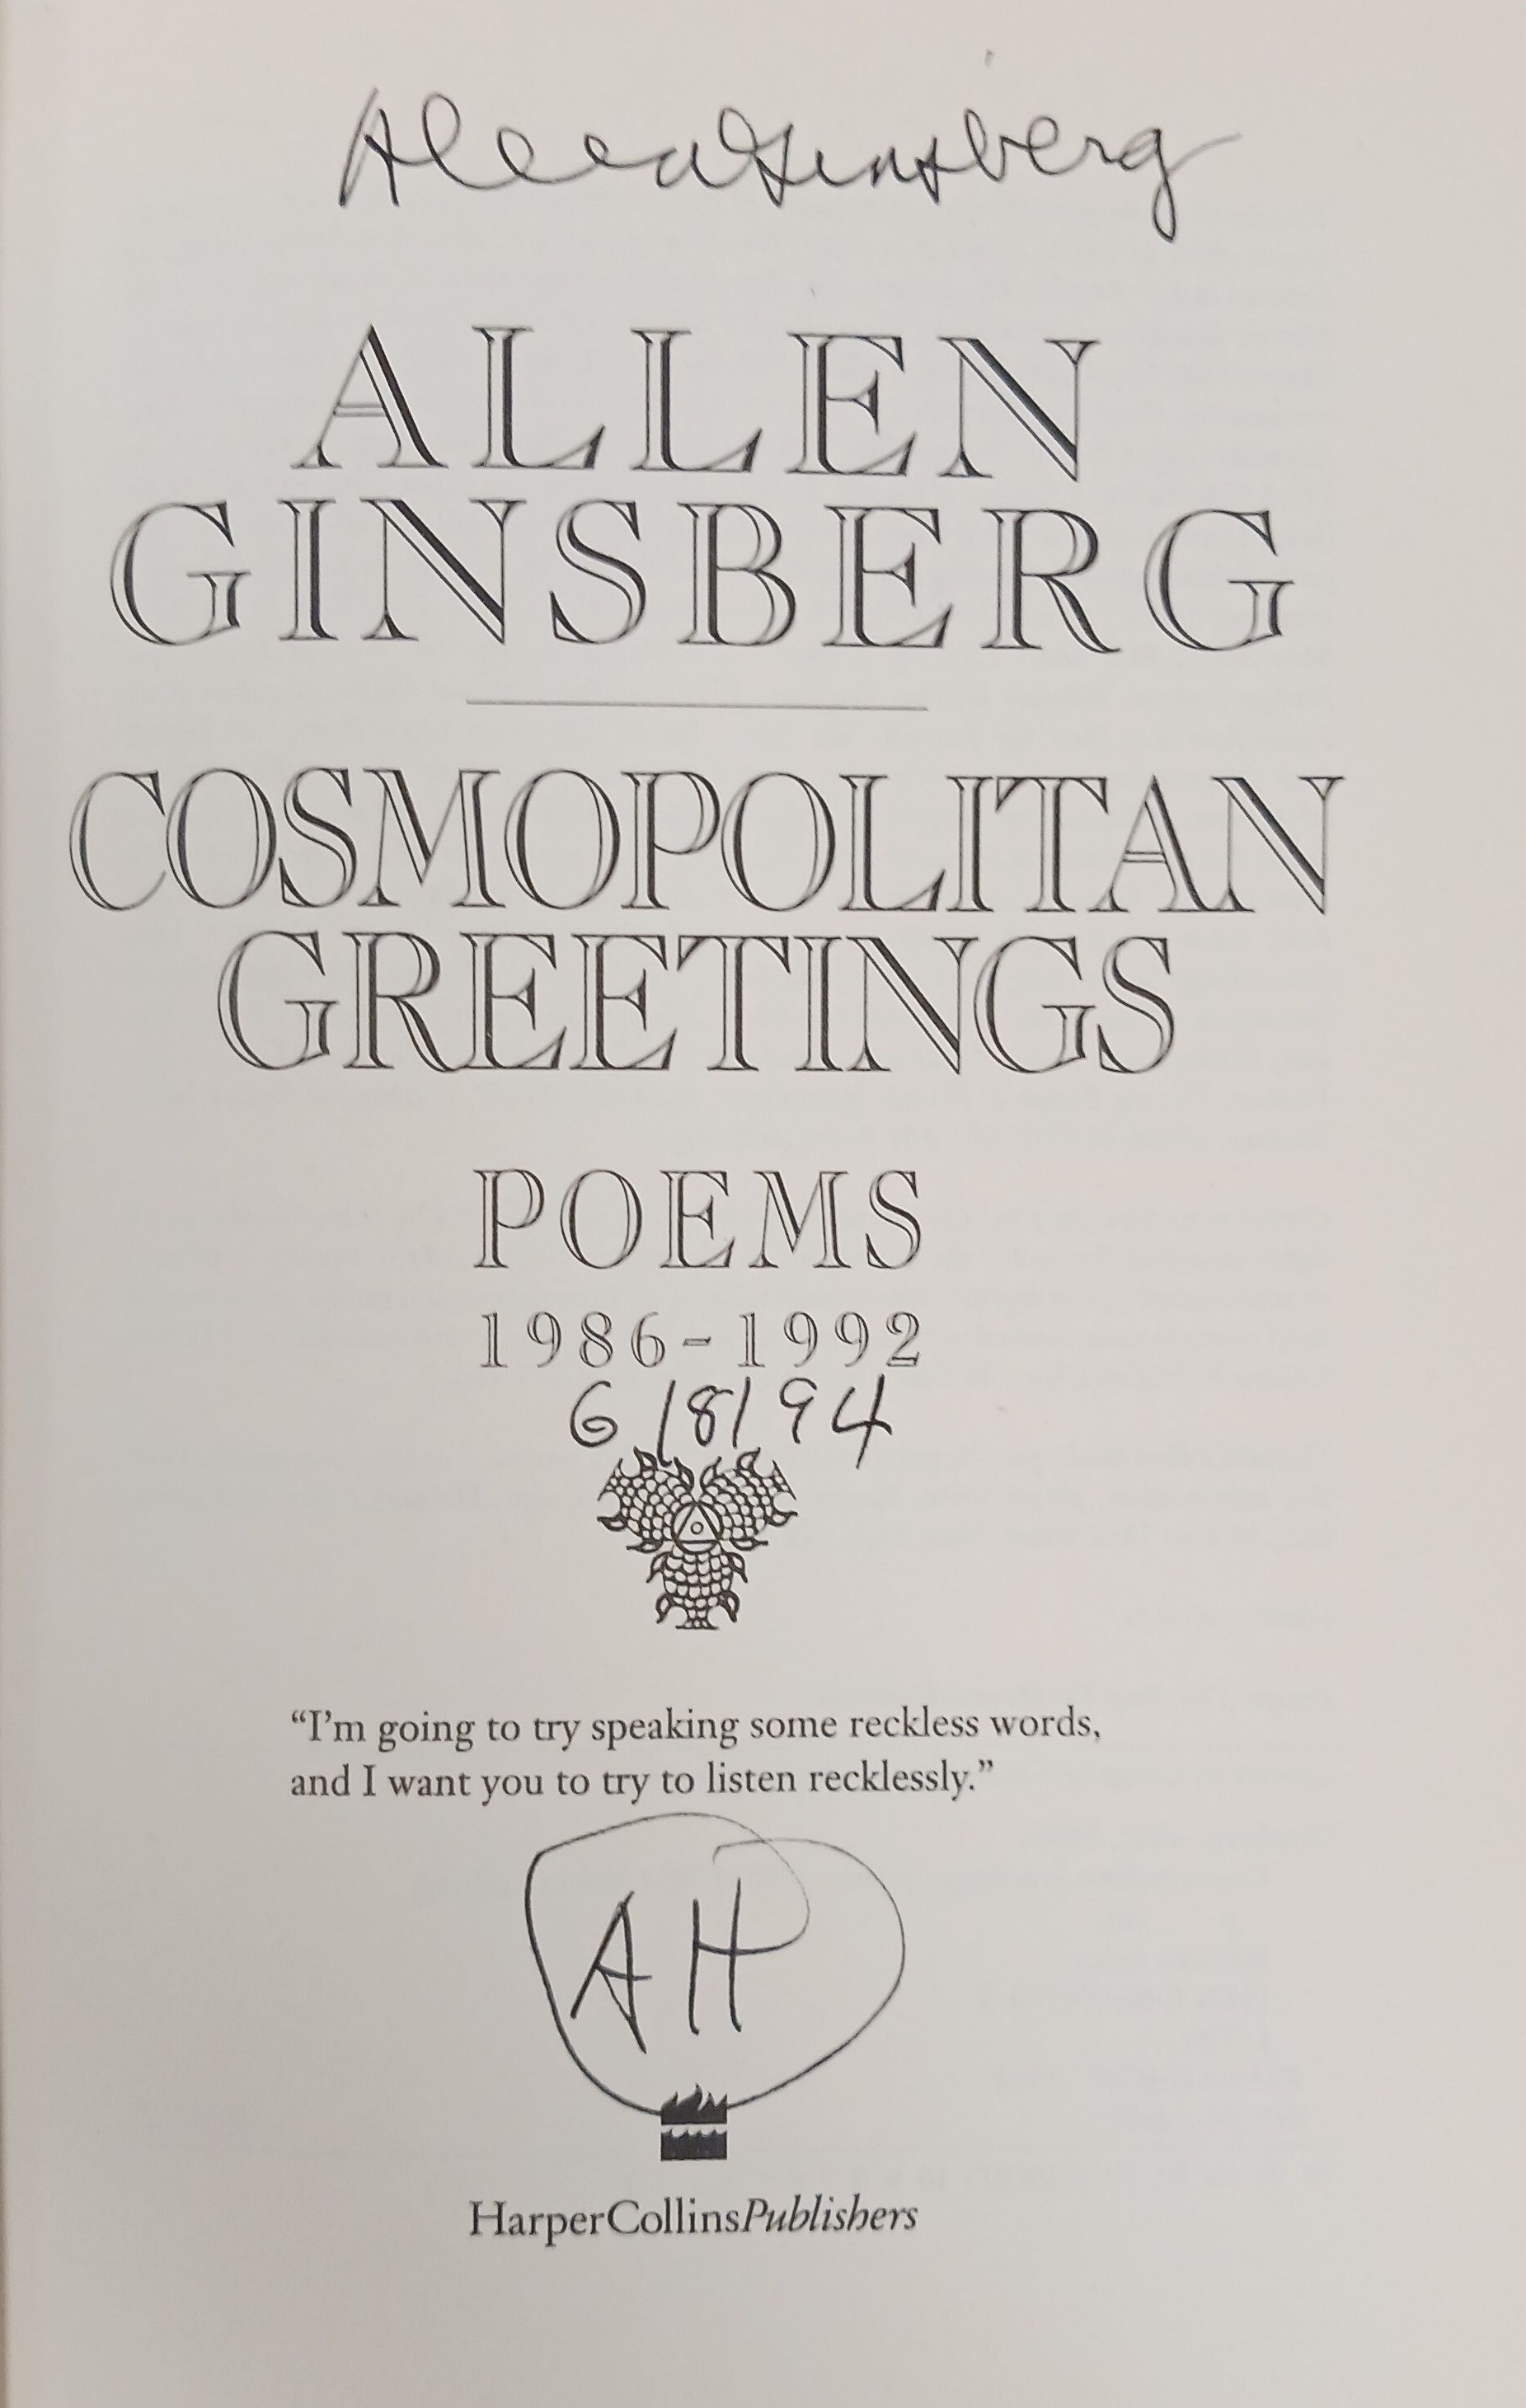 Allen Ginsberg
ALLEN
GINSBERG
COSMOPOLITAN
GREETINGS
POEMS
1986-1992
6/8/94
“I’m going to try speaking some reckless words,
and I want you to try to listen recklessly.”
AH
HarperCollinsPublishers